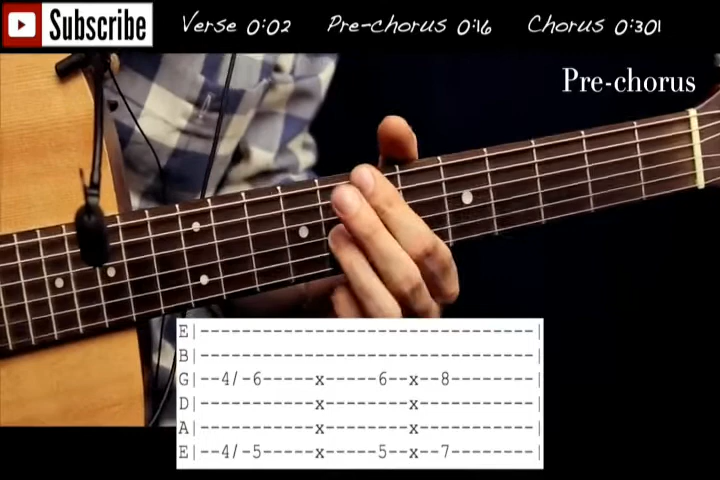 Subscribe Verse 0:02 Pre-chorus 0:16 Chorus 0:301
Pre-chorus
E|--------------------------------------|
B|--------------------------------------|
G|--4/-6------x------6--x--8---------|
D|------------x---------x------------|
A|------------x---------x------------|
E|--4/-5------x------5--x--7---------|